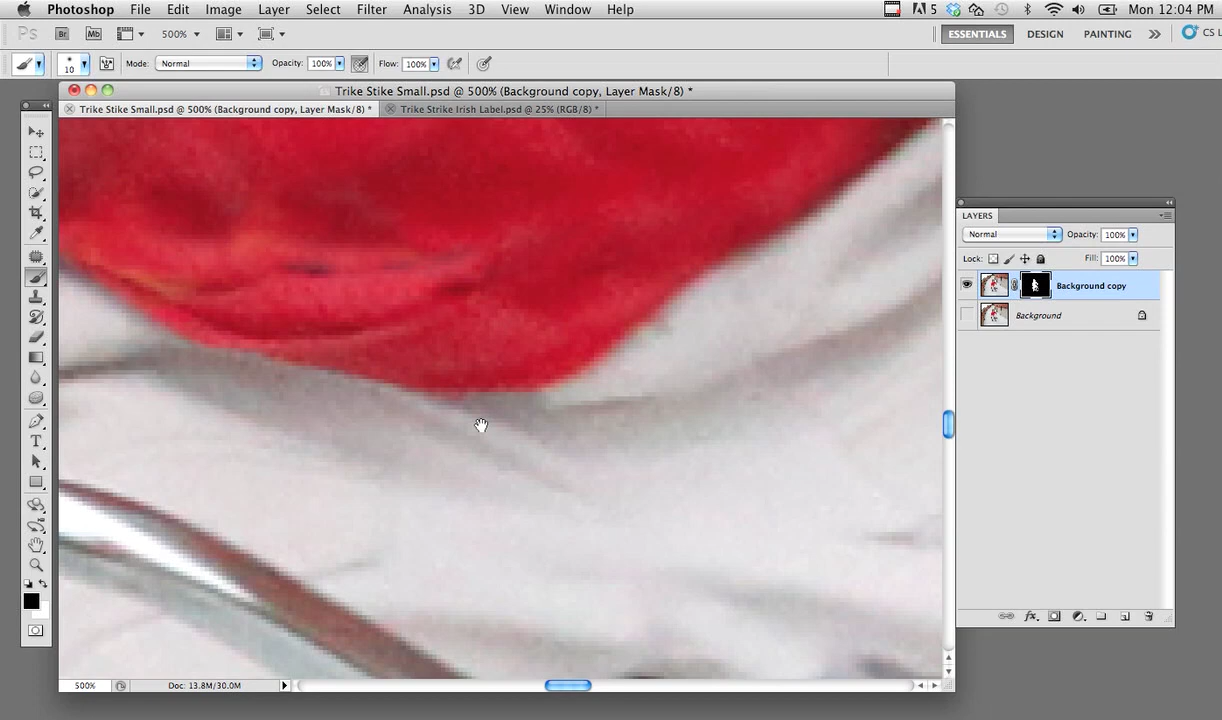 Photoshop File Edit Image Layer Select Filter Analysis 3D View Window Help 5 Mon 12:04 PM
Ps Br Mb 500% ESSENTIALS DESIGN PAINTING CS L
10 Mode: Normal Opacity: 100% Flow: 100%
Trike Stike Small.psd @ 500% (Background copy, Layer Mask/8) *
Trike Stike Small.psd @ 500% (Background copy, Layer Mask/8) * Trike Strike Irish Label.psd @ 25% (RGB/8) *
LAYERS
Normal Opacity: 100%
Lock: Fill: 100%
Background copy
Background
T
500% Doc: 13.8M/30.0M